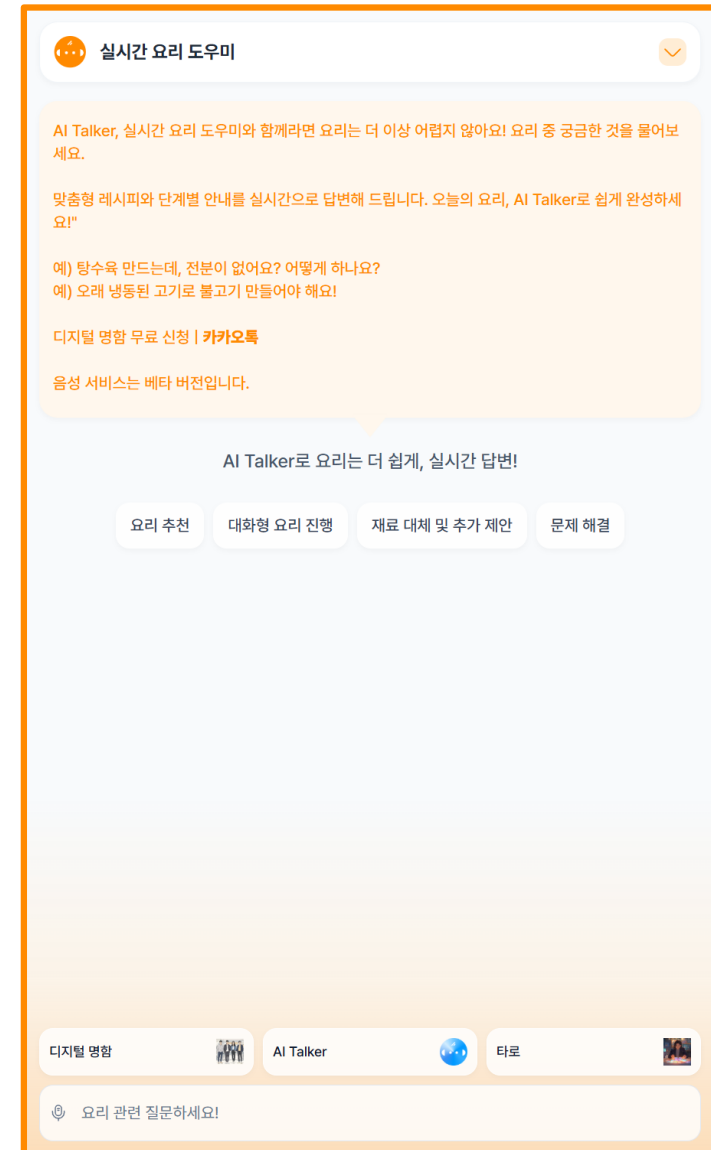 실시간 요리 도우미
AI Talker, 실시간 요리 도우미와 함께라면 요리는 더 이상 어렵지 않아요! 요리 중 궁금한 것을 물어보
세요.
맞춤형 레시피와 단계별 안내를 실시간으로 답변해 드립니다. 오늘의 요리, AI Talker로 쉽게 완성하세
요!"
예) 탕수육 만드는데, 전분이 없어요? 어떻게 하나요?
예) 오래 냉동된 고기로 불고기 만들어야 해요!
디지털 명함 무료 신청 | 카카오톡
음성 서비스는 베타 버전입니다.
AI Talker로 요리는 더 쉽게, 실시간 답변!
요리 추천 대화형 요리 진행 재료 대체 및 추가 제안 문제 해결
디지털 명함 AI Talker 타로
요리 관련 질문하세요!